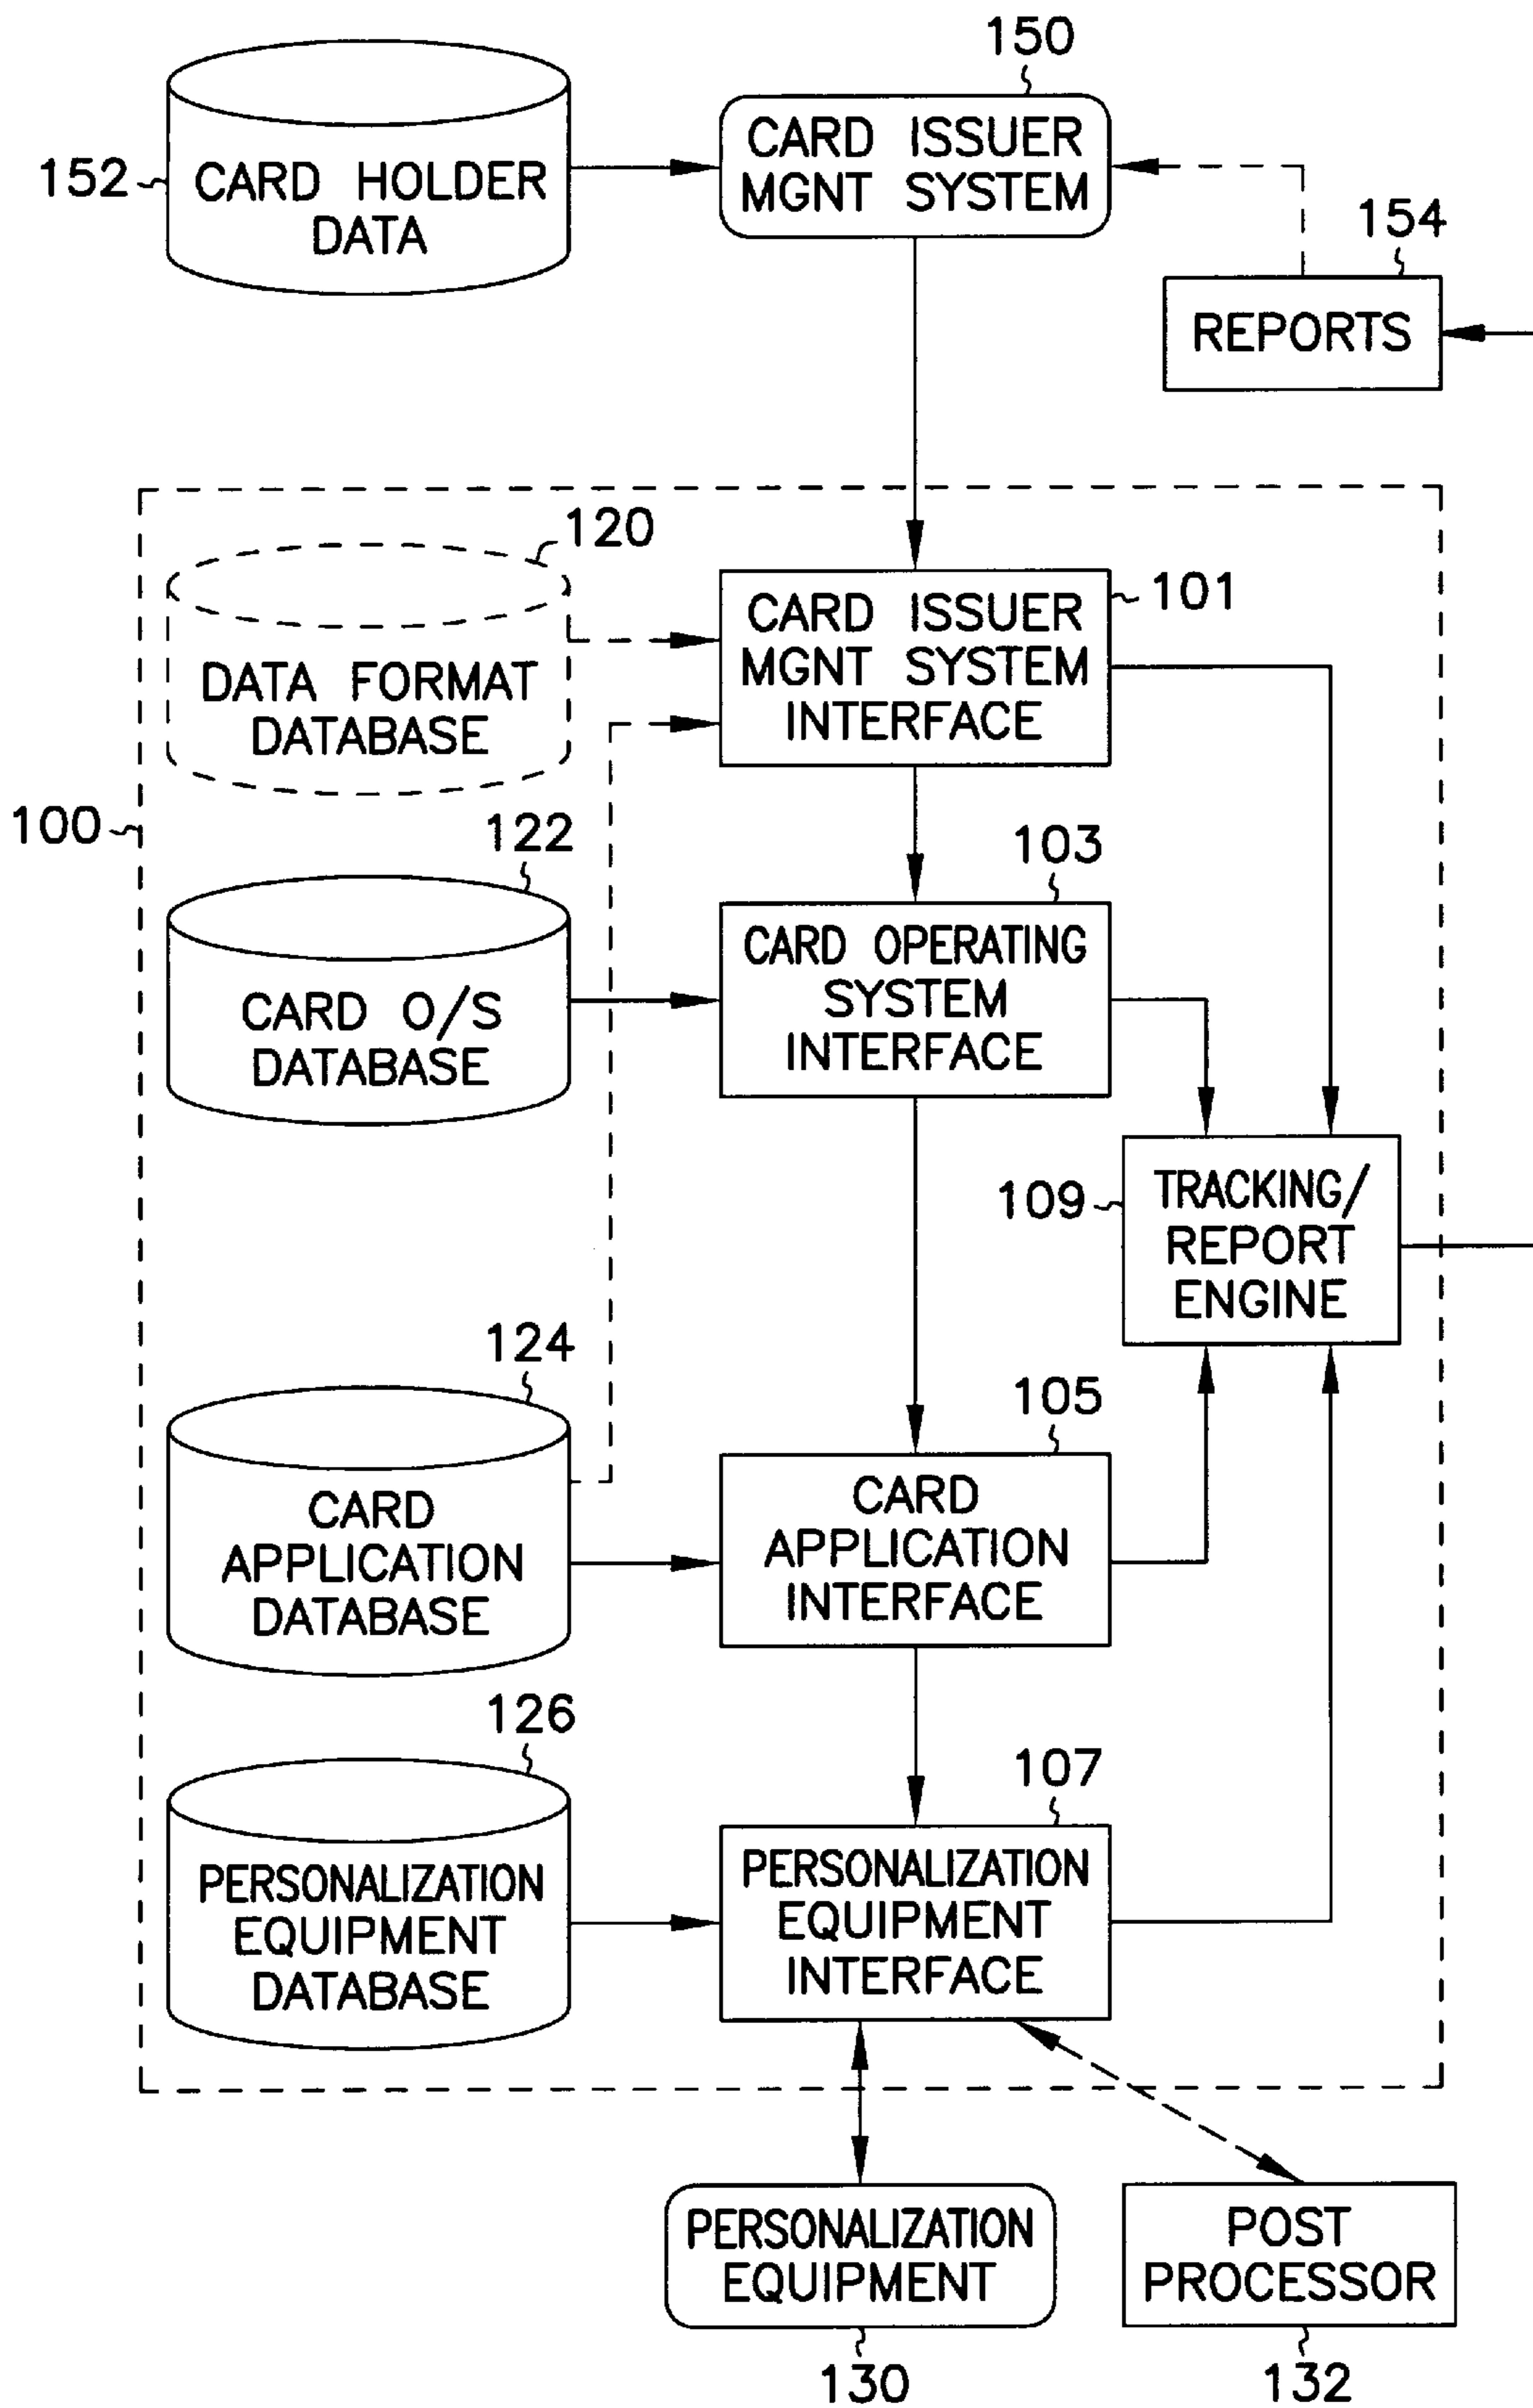 150
CARD ISSUER
MGNT SYSTEM
152
CARD HOLDER
DATA
154
REPORTS
120
DATA FORMAT
DATABASE
CARD ISSUER
MGNT SYSTEM
INTERFACE
101
100
122
CARD O/S
DATABASE
103
CARD OPERATING
SYSTEM
INTERFACE
109
TRACKING/
REPORT
ENGINE
124
CARD
APPLICATION
DATABASE
105
CARD
APPLICATION
INTERFACE
126
PERSONALIZATION
EQUIPMENT
DATABASE
107
PERSONALIZATION
EQUIPMENT
INTERFACE
PERSONALIZATION
EQUIPMENT
130
POST
PROCESSOR
132